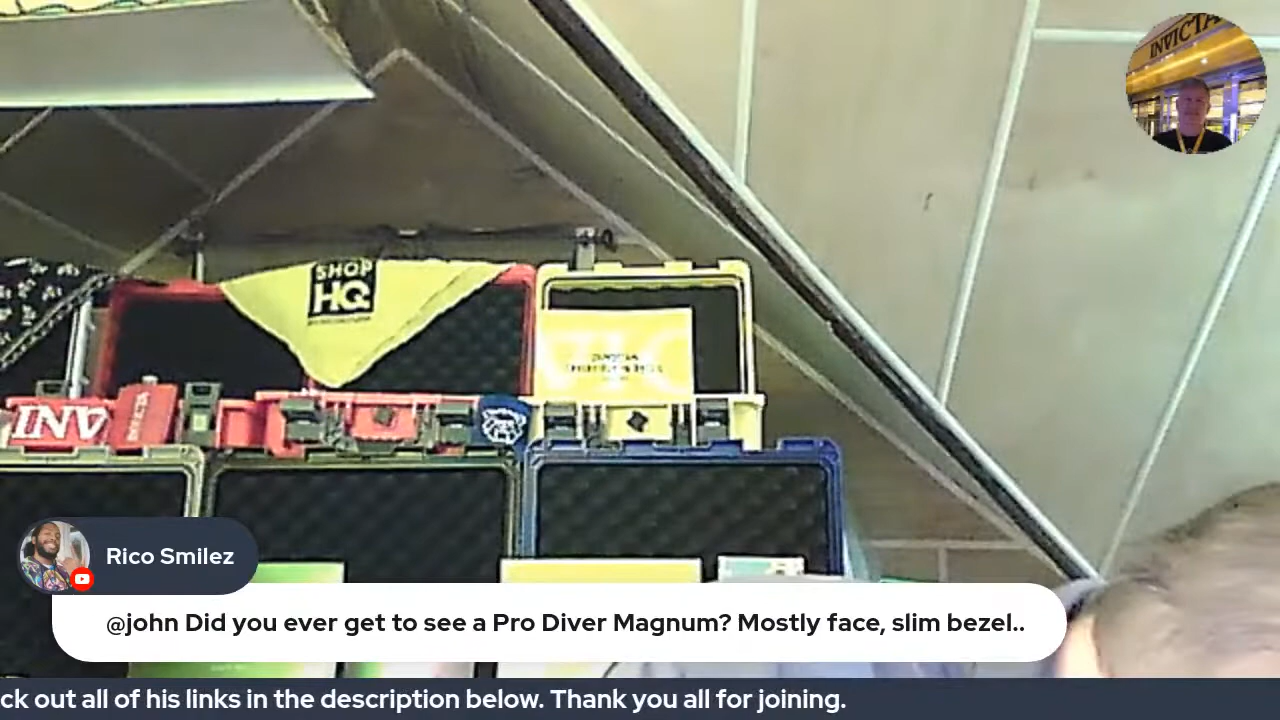 INVICTA
SHOP
HQ
INV
INVICTA
Rico Smilez
@john Did you ever get to see a Pro Diver Magnum? Mostly face, slim bezel..
ck out all of his links in the description below. Thank you all for joining.